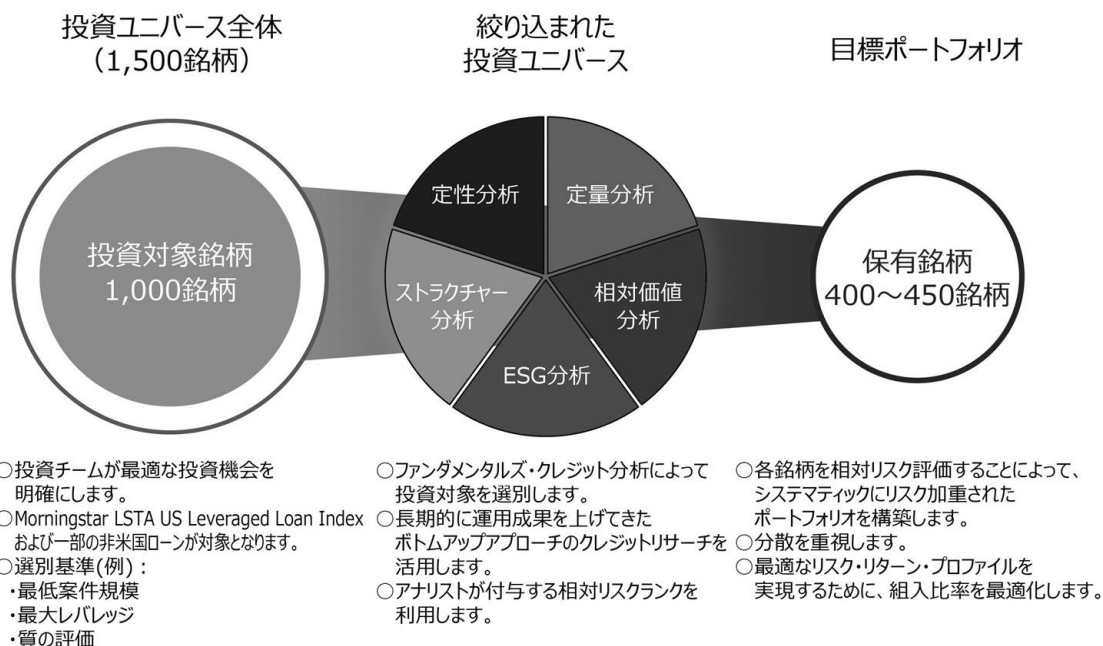 投資ユニバース全体
（1,500銘柄）
絞り込まれた
投資ユニバース
目標ポートフォリオ
投資対象銘柄
1,000銘柄
定性分析
定量分析
ストラクチャー
分析
相対価値
分析
ESG分析
保有銘柄
400～450銘柄
○投資チームが最適な投資機会を
明確にします。
○Morningstar LSTA US Leveraged Loan Index
および一部の非米国ローンが対象となります。
○選別基準(例)：
・最低案件規模
・最大レバレッジ
・質の評価
○ファンダメンタルズ・クレジット分析によって
投資対象を選別します。
○長期的に運用成果を上げてきた
ボトムアップアプローチのクレジットリサーチを
活用します。
○アナリストが付与する相対リスクランクを
利用します。
○各銘柄を相対リスク評価することによって、
システマティックにリスク加重された
ポートフォリオを構築します。
○分散を重視します。
○最適なリスク・リターン・プロファイルを
実現するために、組入比率を最適化します。